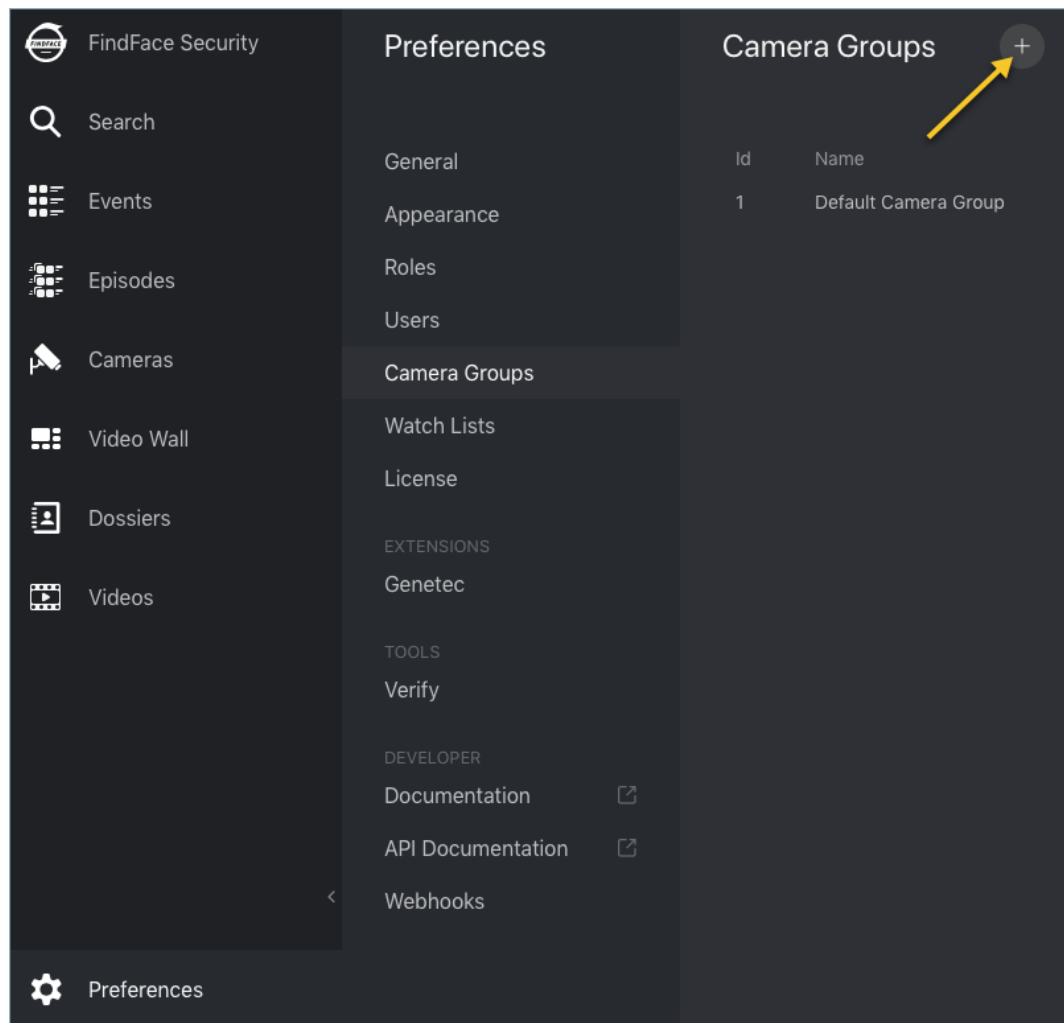 FINDFACE
FindFace Security
Search
Events
Episodes
Cameras
Video Wall
Dossiers
Videos
Preferences
Preferences
General
Appearance
Roles
Users
Camera Groups
Watch Lists
License
EXTENSIONS
Genetec
TOOLS
Verify
DEVELOPER
Documentation
API Documentation
Webhooks
Camera Groups
Id Name
1 Default Camera Group